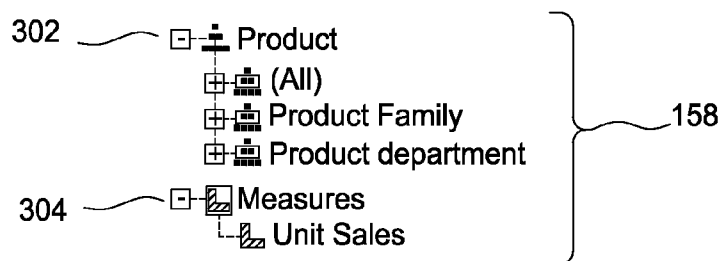 302 Product
(All)
Product Family
Product department
158
304 Measures
Unit Sales